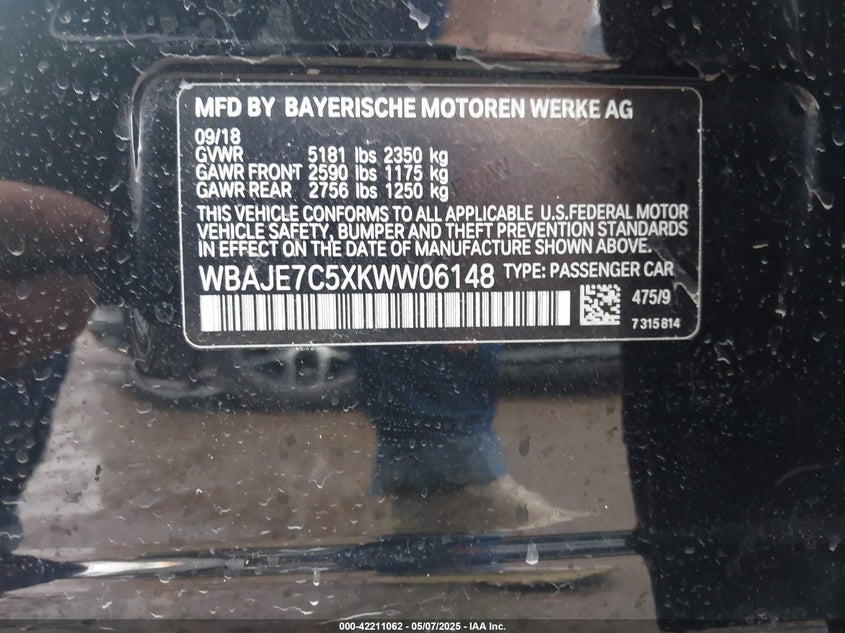 MFD BY BAYERISCHE MOTOREN WERKE AG
09/18
GVWR 5181 lbs 2350 kg
GAWR FRONT 2590 lbs 1175 kg
GAWR REAR 2756 lbs 1250 kg
THIS VEHICLE CONFORMS TO ALL APPLICABLE U.S.FEDERAL MOTOR
VEHICLE SAFETY, BUMPER AND THEFT PREVENTION STANDARDS
IN EFFECT ON THE DATE OF MANUFACTURE SHOWN ABOVE.
WBAJE7C5XKWW06148 TYPE: PASSENGER CAR
475/9
7 315 814
000-42211062 - 05/07/2025 - IAA Inc.